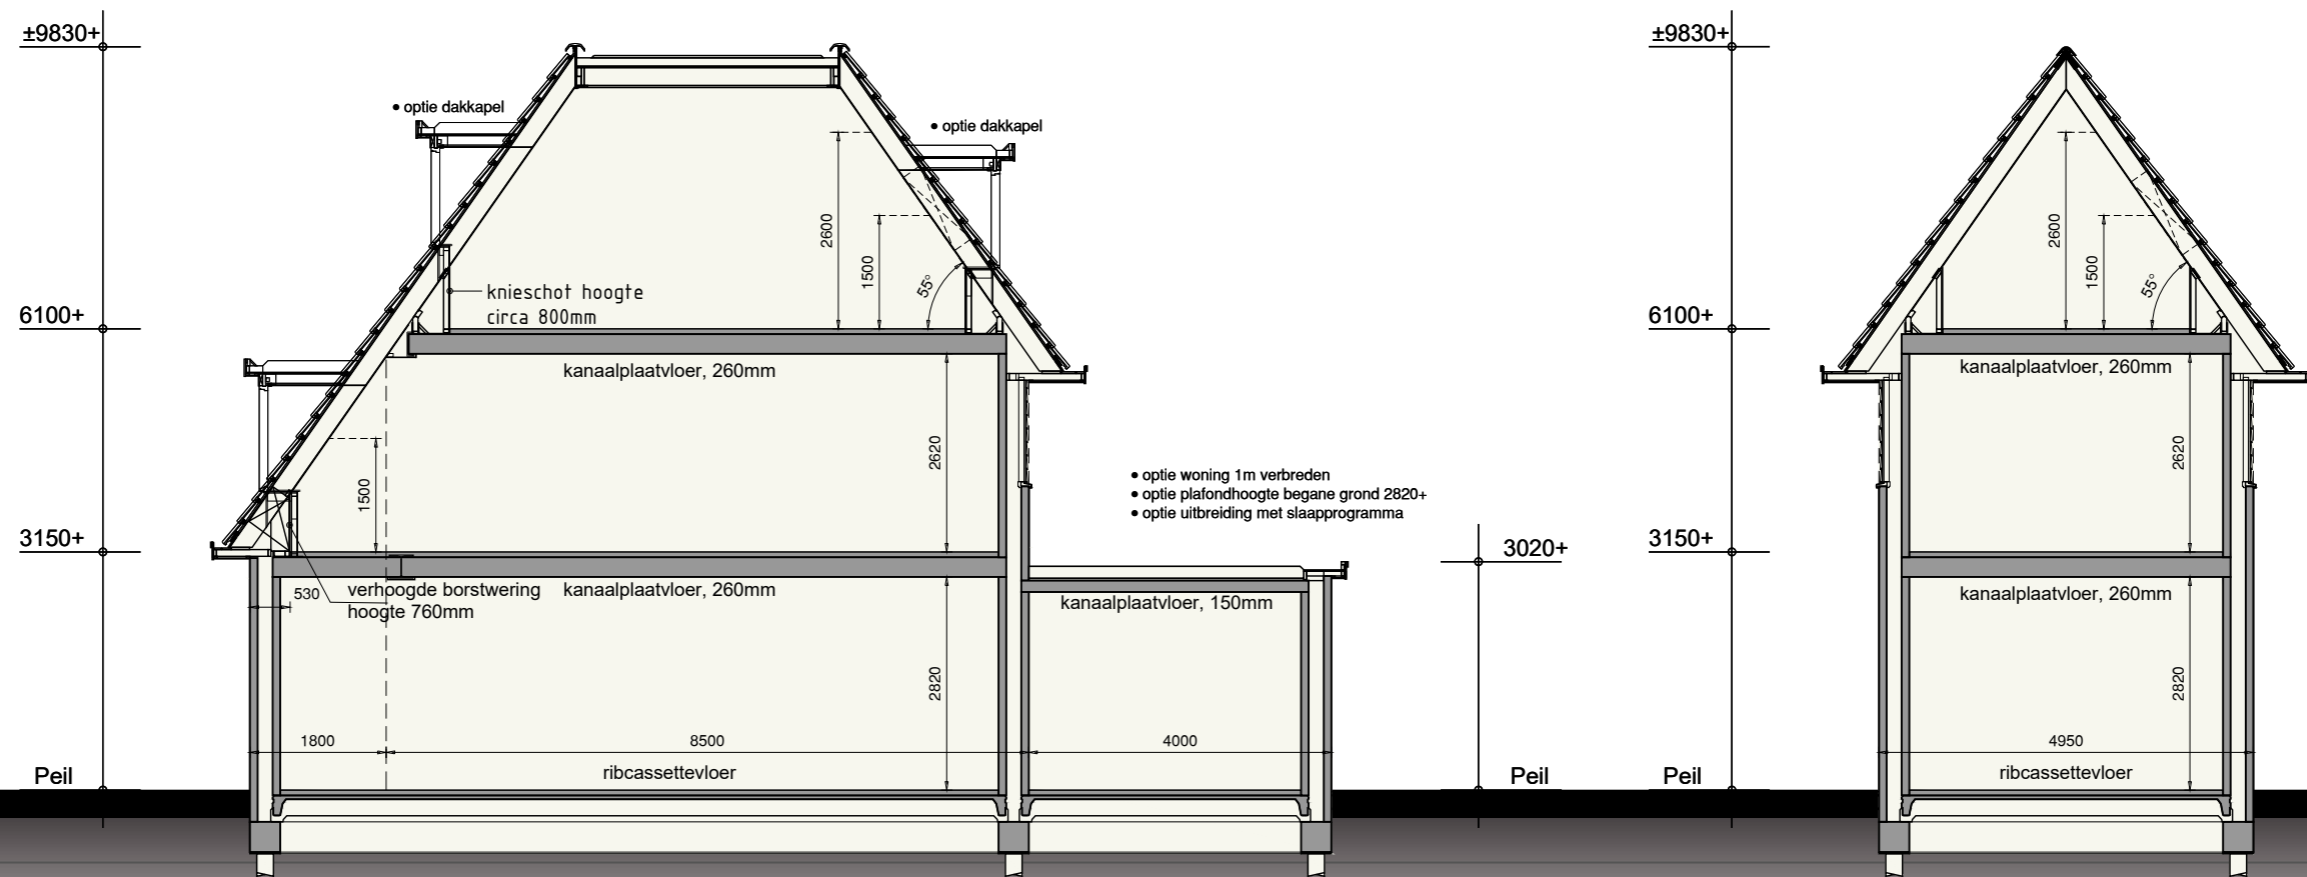 ±9830+
±9830+
• optie dakkapel
• optie dakkapel
2600
1500
55°
2600
1500
55°
knieschot hoogte
circa 800mm
6100+
6100+
kanaalplaatvloer, 260mm
kanaalplaatvloer, 260mm
2620
2620
1500
• optie woning 1m verbreden
• optie plafondhoogte begane grond 2820+
• optie uitbreiding met slaapprogramma
3150+
3020+
3150+
530
verhoogde borstwering
hoogte 760mm
kanaalplaatvloer, 260mm
kanaalplaatvloer, 150mm
kanaalplaatvloer, 260mm
2820
2820
1800
8500
4000
4950
Peil
ribcassettevloer
Peil
Peil
ribcassettevloer